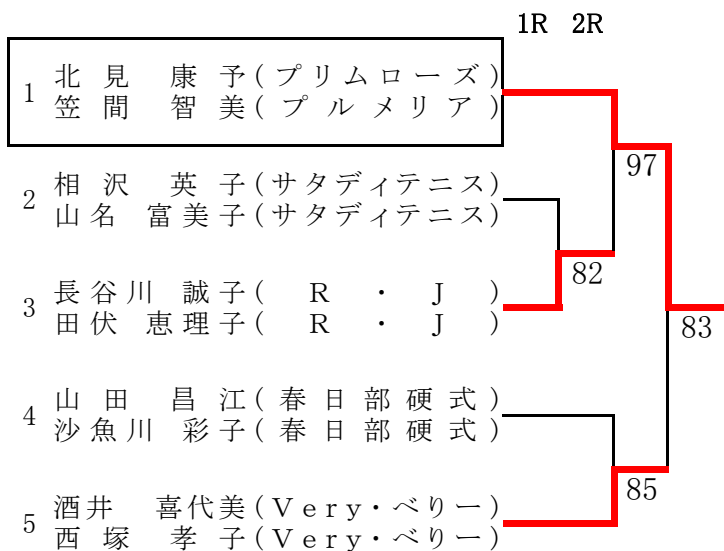 1R 2R
1 北見 康予(プリムローズ)
笠間 智美(プルメリア)
97
2 相沢 英子(サタディテニス)
山名 富美子(サタディテニス)
82
3 長谷川 誠子( R ・ J )
田伏 恵理子( R ・ J )
83
4 山田 昌江(春日部硬式)
沙魚川 彩子(春日部硬式)
85
5 酒井 喜代美(Very・べりー)
西塚 孝子(Very・べりー)